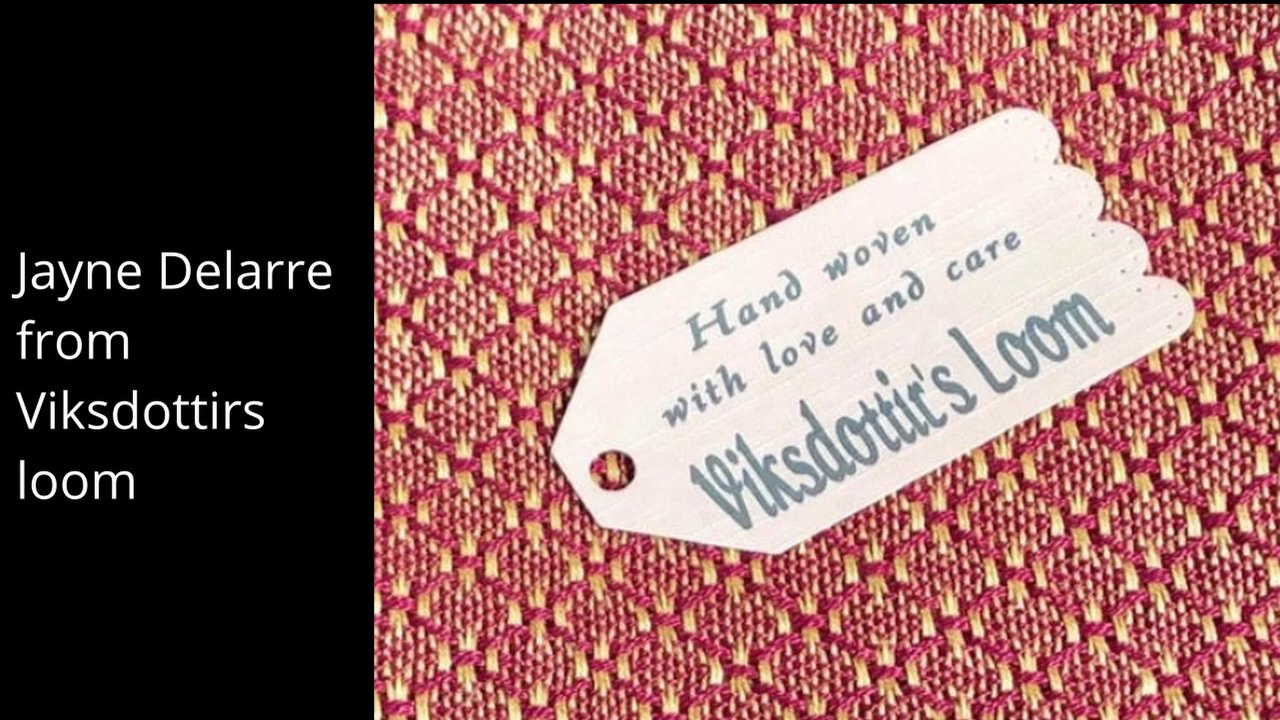 Jayne Delarre
from
Viksdottirs
loom
Hand woven
with love and care
Viksdottir's Loom